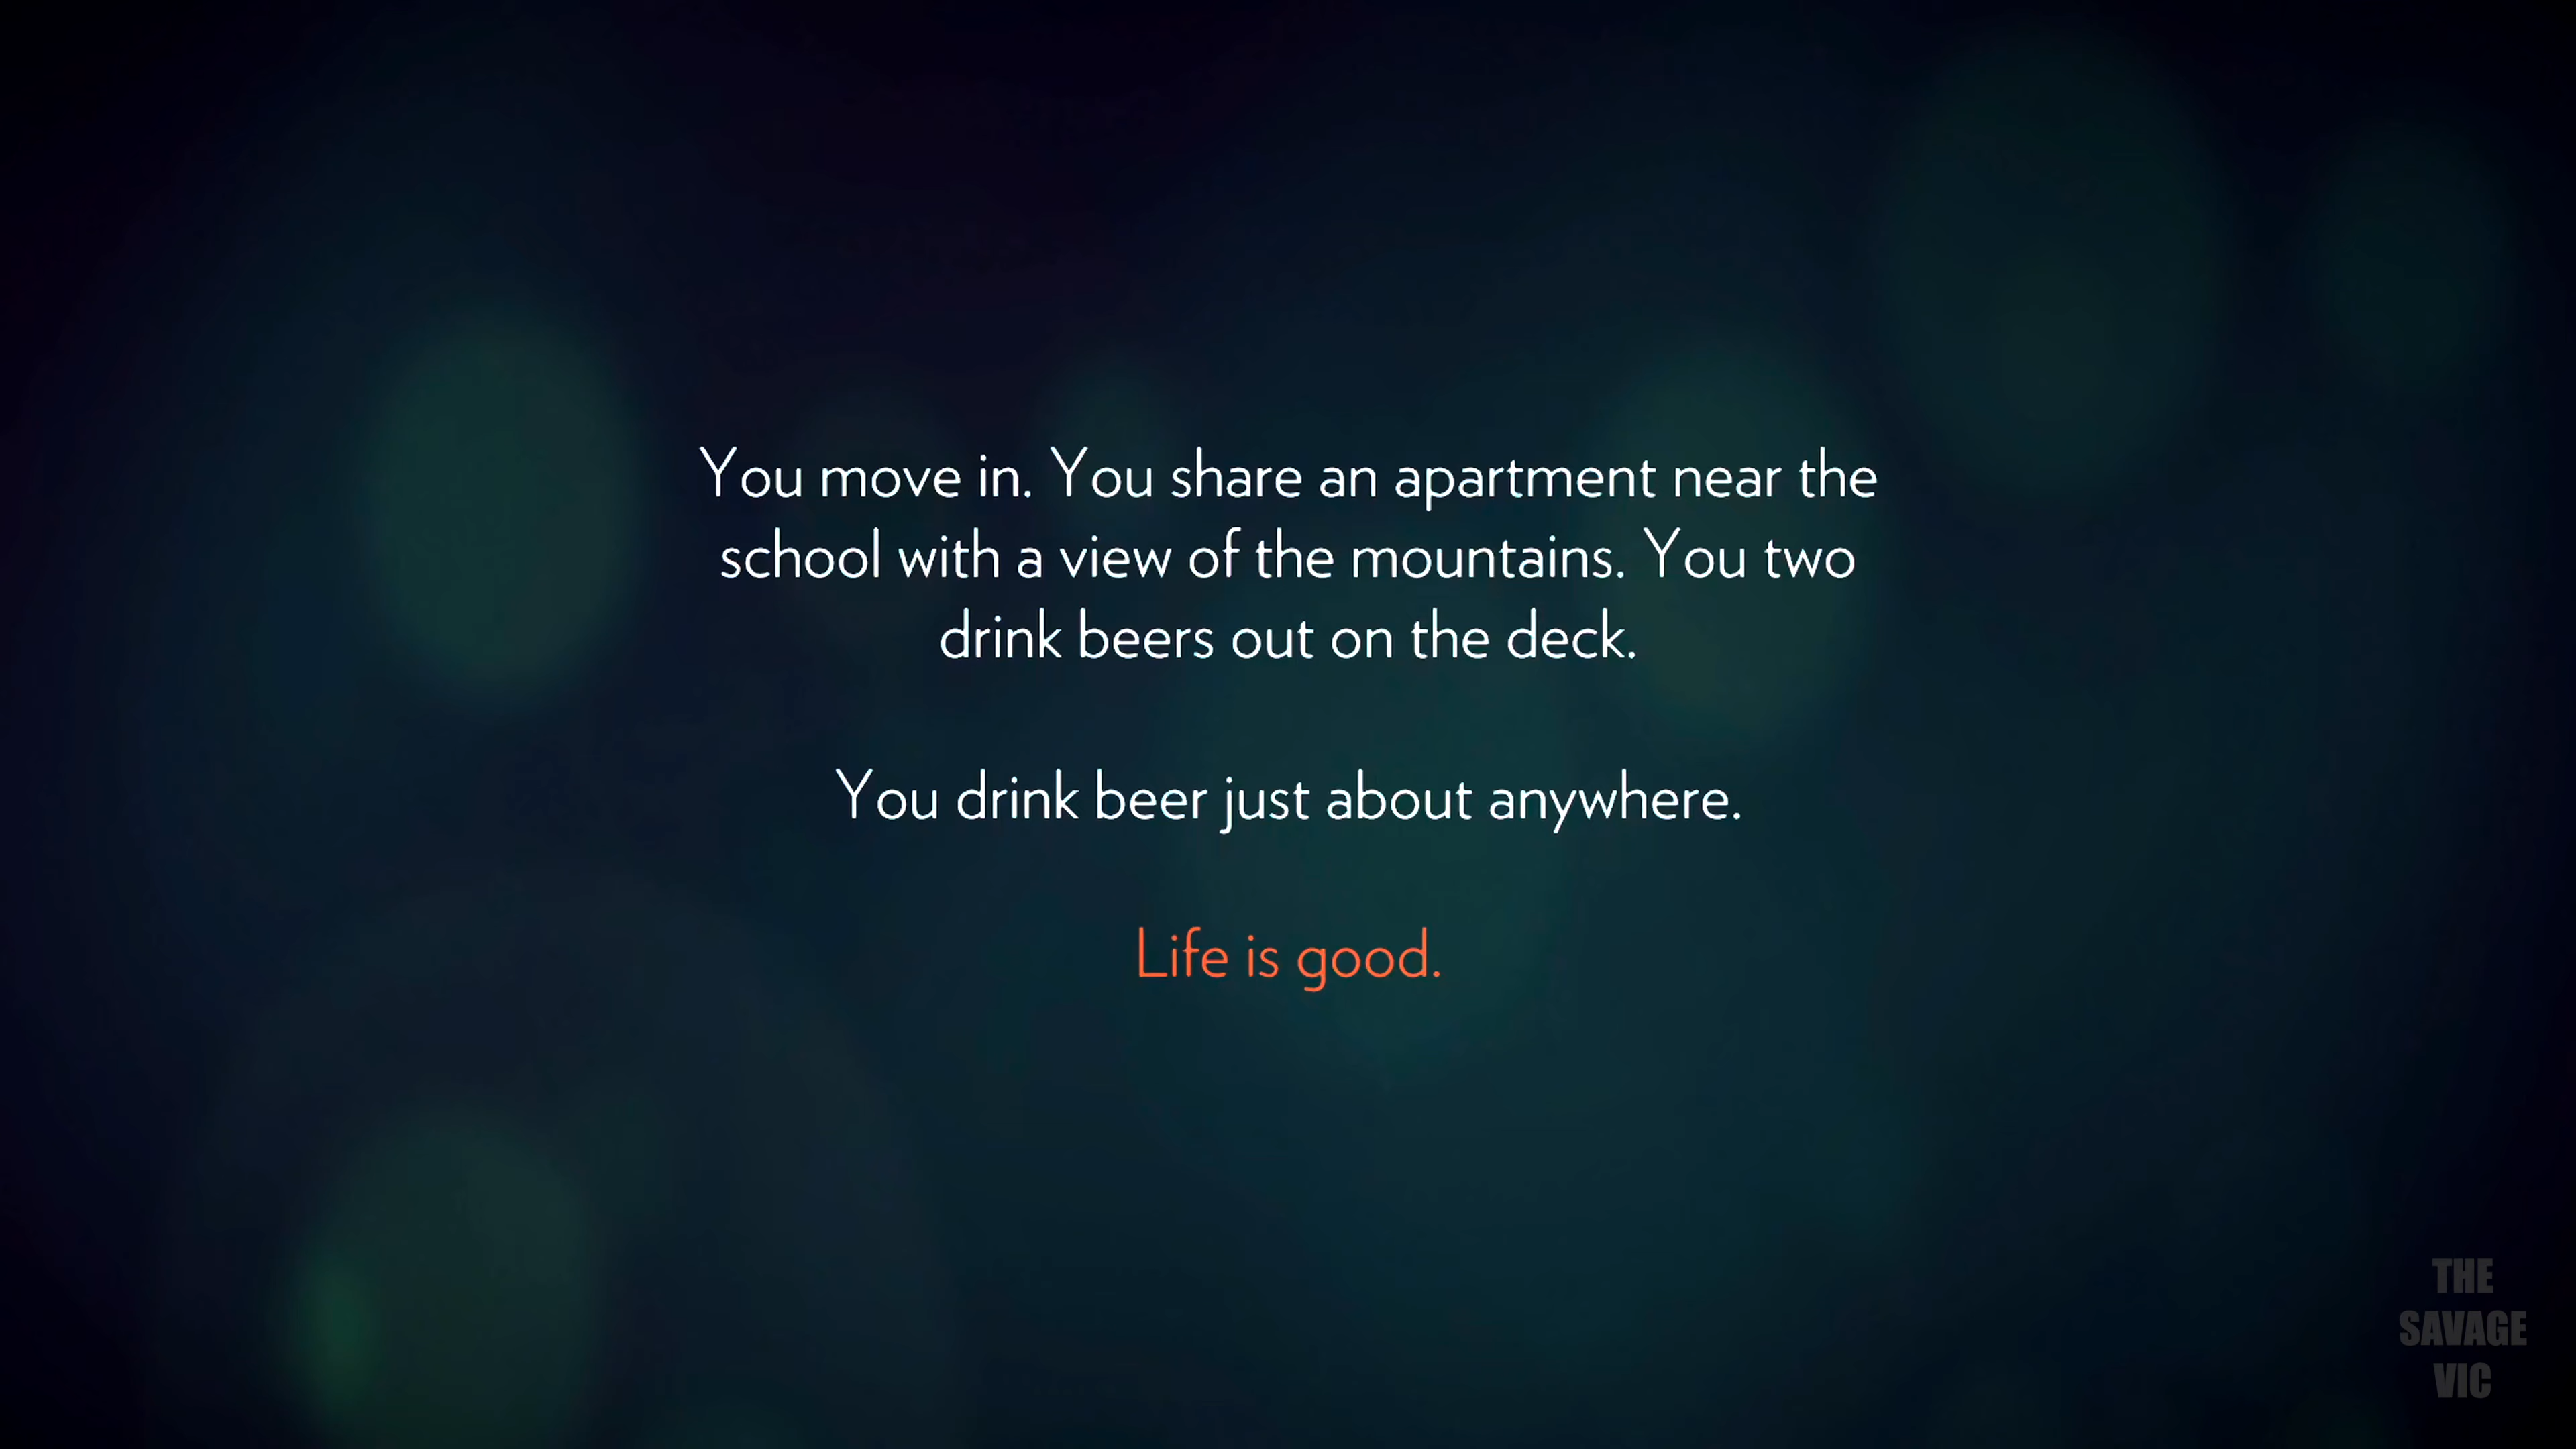 You move in. You share an apartment near the
school with a view of the mountains. You two
drink beers out on the deck.
You drink beer just about anywhere.
Life is good.
THE
SAVAGE
VIC